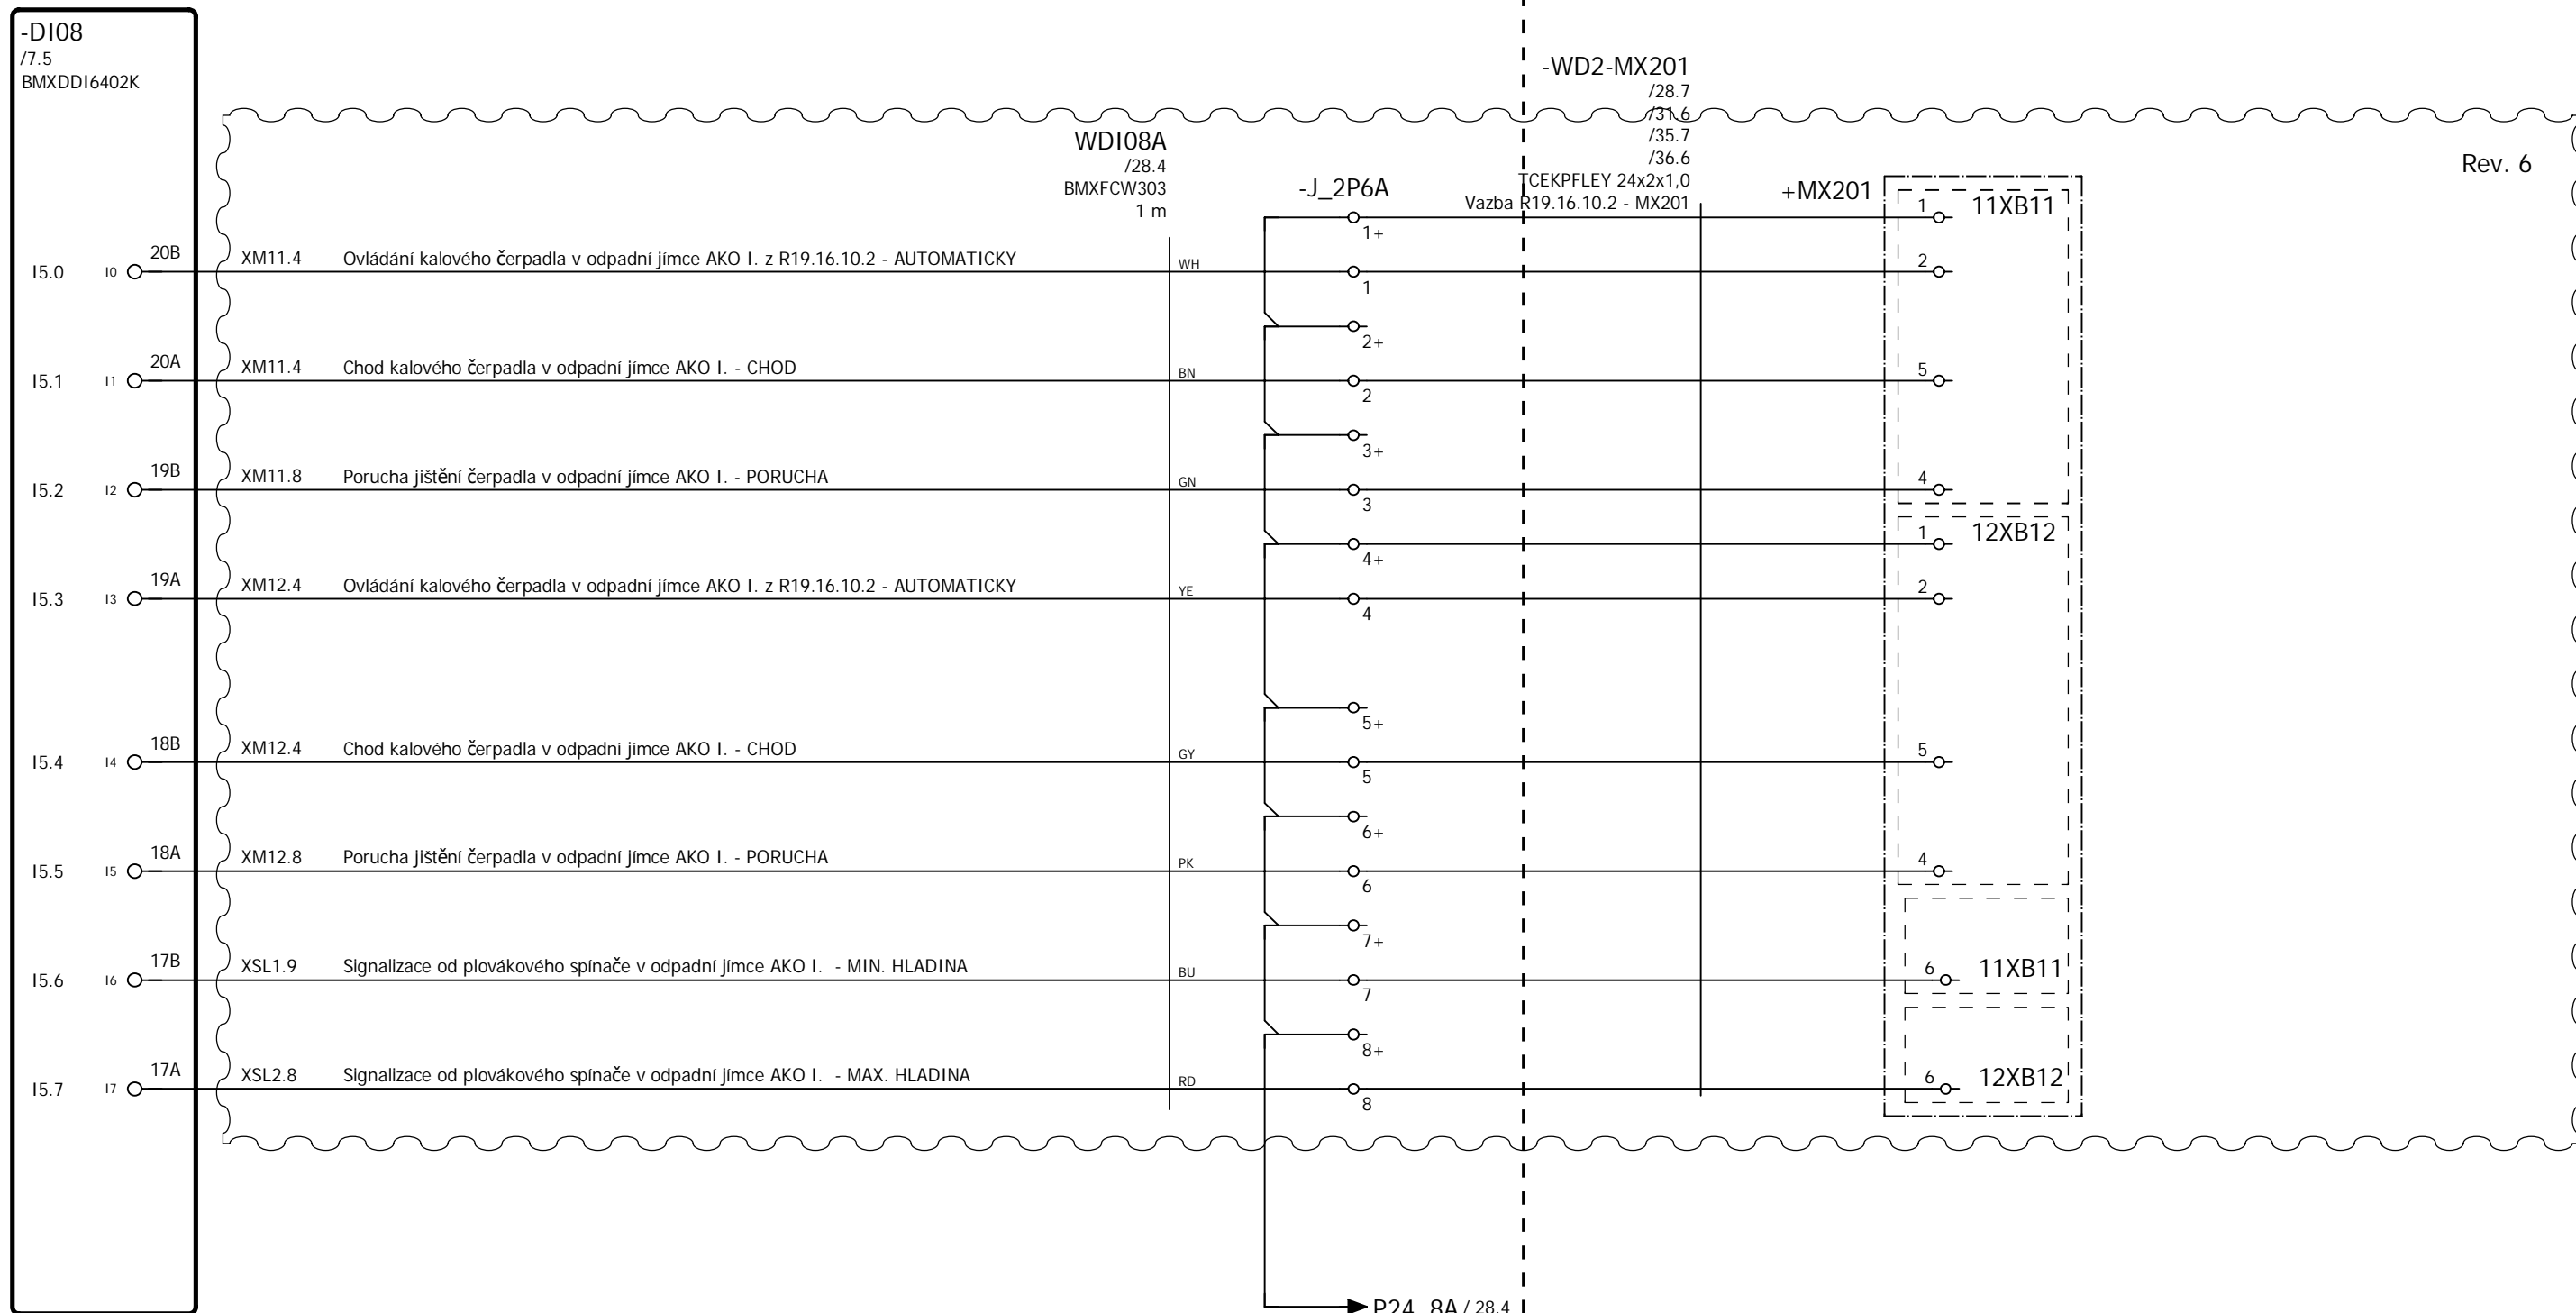 -DI08
/7.5
BMXDDI6402K
-WD2-MX201
/28.7
/31.6
/35.7
/36.6
TCEKPFLEY 24x2x1,0
Vazba R19.16.10.2 - MX201
WDI08A
/28.4
BMXFCW303
1 m
-J_2P6A
+MX201
Rev. 6
1+
1 11XB11
I5.0 I0 20B XM11.4 Ovládání kalového čerpadla v odpadní jímce AKO I. z R19.16.10.2 - AUTOMATICKY WH 1 2
2+
I5.1 I1 20A XM11.4 Chod kalového čerpadla v odpadní jímce AKO I. - CHOD BN 2 5
3+
I5.2 I2 19B XM11.8 Porucha jištění čerpadla v odpadní jímce AKO I. - PORUCHA GN 3 4
4+ 1 12XB12
I5.3 I3 19A XM12.4 Ovládání kalového čerpadla v odpadní jímce AKO I. z R19.16.10.2 - AUTOMATICKY YE 4 2
5+
I5.4 I4 18B XM12.4 Chod kalového čerpadla v odpadní jímce AKO I. - CHOD GY 5 5
6+
I5.5 I5 18A XM12.8 Porucha jištění čerpadla v odpadní jímce AKO I. - PORUCHA PK 6 4
7+
I5.6 I6 17B XSL1.9 Signalizace od plovákového spínače v odpadní jímce AKO I. - MIN. HLADINA BU 7 6 11XB11
8+
I5.7 I7 17A XSL2.8 Signalizace od plovákového spínače v odpadní jímce AKO I. - MAX. HLADINA RD 8 6 12XB12
P24_8A / 28.4